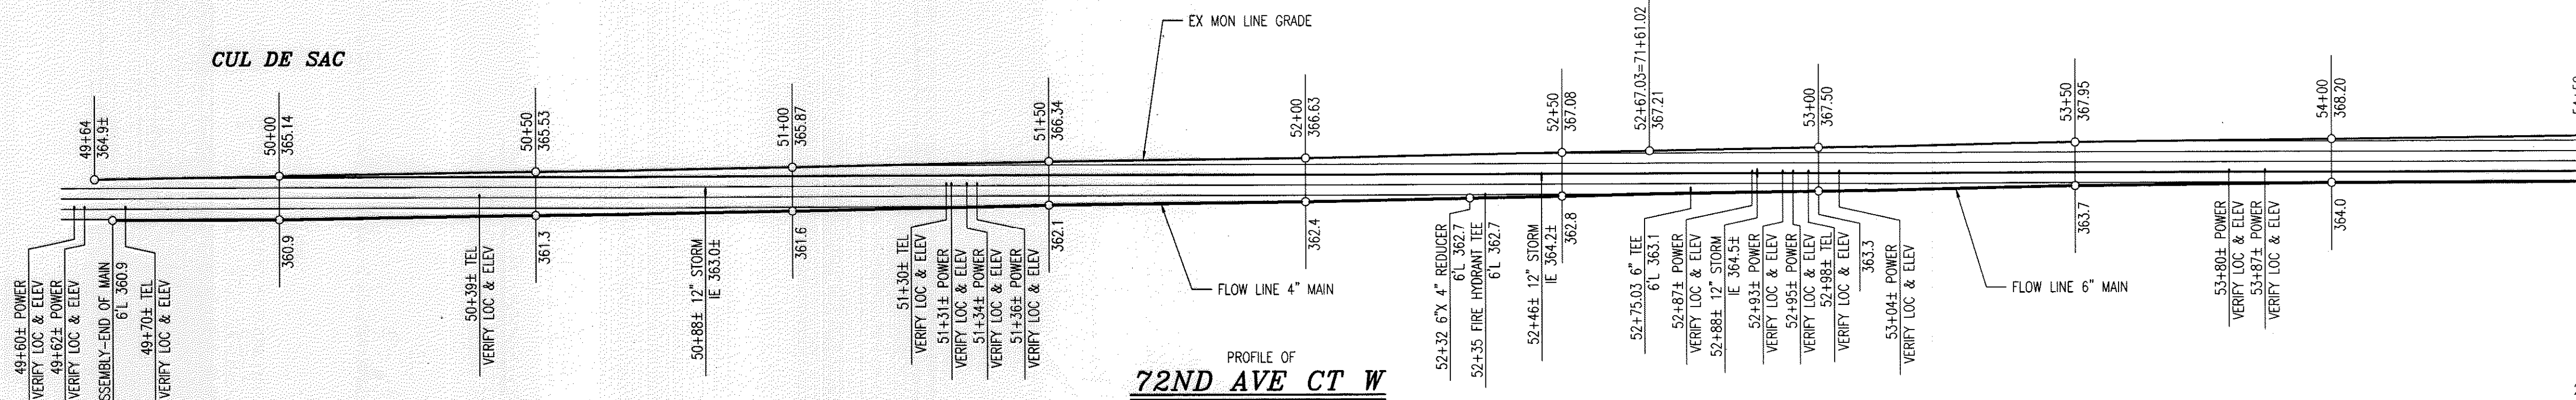 CUL DE SAC
EX MON LINE GRADE
49+64
364.9±
50+00
365.14
50+50
365.53
51+00
365.87
51+50
366.34
52+00
366.63
52+50
367.08
52+67.03=71+61.02
367.21
53+00
367.50
53+50
367.95
54+00
368.20
49+60± POWER
VERIFY LOC & ELEV
49+62± POWER
VERIFY LOC & ELEV
SSEMBLY-END OF MAIN
6'L 360.9
49+70± TEL
VERIFY LOC & ELEV
360.9
50+39± TEL
VERIFY LOC & ELEV
361.3
50+88± 12" STORM
IE 363.0±
361.6
51+30± TEL
VERIFY LOC & ELEV
51+31± POWER
VERIFY LOC & ELEV
51+34± POWER
VERIFY LOC & ELEV
51+36± POWER
VERIFY LOC & ELEV
362.1
FLOW LINE 4" MAIN
362.4
52+32 6"X 4" REDUCER
6'L 362.7
52+35 FIRE HYDRANT TEE
6'L 362.7
52+46± 12" STORM
IE 364.2±
362.8
52+75.03 6" TEE
6'L 363.1
52+87± POWER
VERIFY LOC & ELEV
52+88± 12" STORM
IE 364.5±
52+93± POWER
VERIFY LOC & ELEV
52+95± POWER
VERIFY LOC & ELEV
52+98± TEL
VERIFY LOC & ELEV
363.3
53+04± POWER
VERIFY LOC & ELEV
FLOW LINE 6" MAIN
363.7
53+80± POWER
VERIFY LOC & ELEV
53+87± POWER
VERIFY LOC & ELEV
364.0
PROFILE OF
72ND AVE CT W